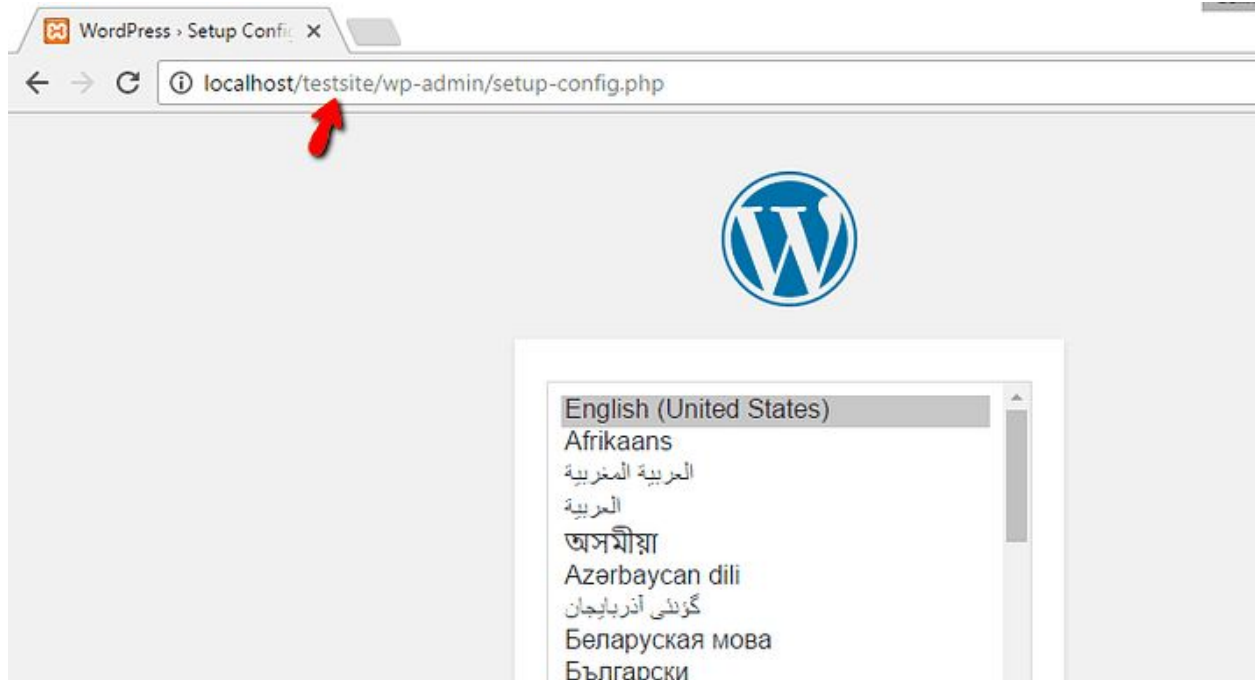 WordPress › Setup Config
localhost/testsite/wp-admin/setup-config.php
English (United States)
Afrikaans
العربية المغربية
العربية
অসমীয়া
Azərbaycan dili
گؤنئی آذربایجان
Беларуская мова
Български